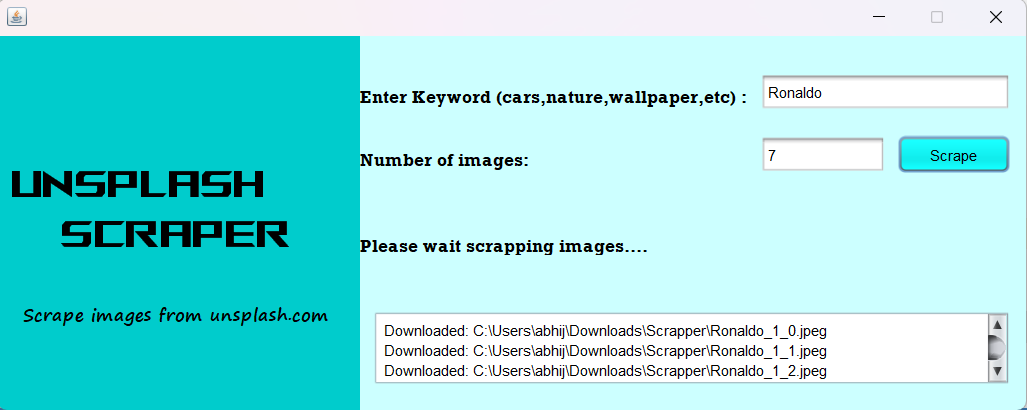 UNSPLASH
SCRAPER
Scrape images from unsplash.com
Enter Keyword (cars,nature,wallpaper,etc) :
Ronaldo
Number of images:
7
Scrape
Please wait scrapping images....
Downloaded: C:\Users\abhij\Downloads\Scrapper\Ronaldo_1_0.jpeg
Downloaded: C:\Users\abhij\Downloads\Scrapper\Ronaldo_1_1.jpeg
Downloaded: C:\Users\abhij\Downloads\Scrapper\Ronaldo_1_2.jpeg